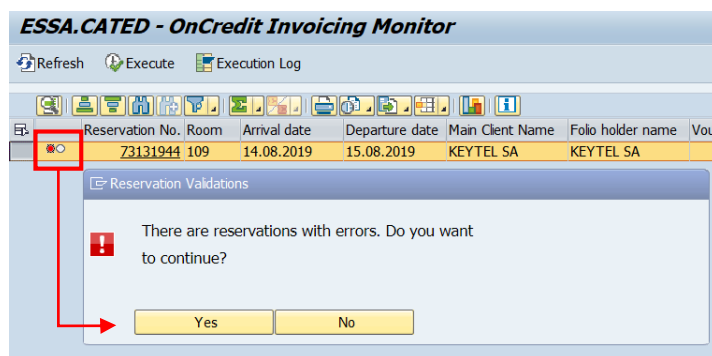 ESSA.CATED - OnCredit Invoicing Monitor
Refresh Execute Execution Log
Reservation No. Room Arrival date Departure date Main Client Name Folio holder name Vou
73131944 109 14.08.2019 15.08.2019 KEYTEL SA KEYTEL SA
Reservation Validations
There are reservations with errors. Do you want
to continue?
Yes No